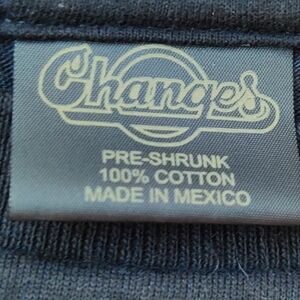 Changes
PRE-SHRUNK
100% COTTON
MADE IN MEXICO